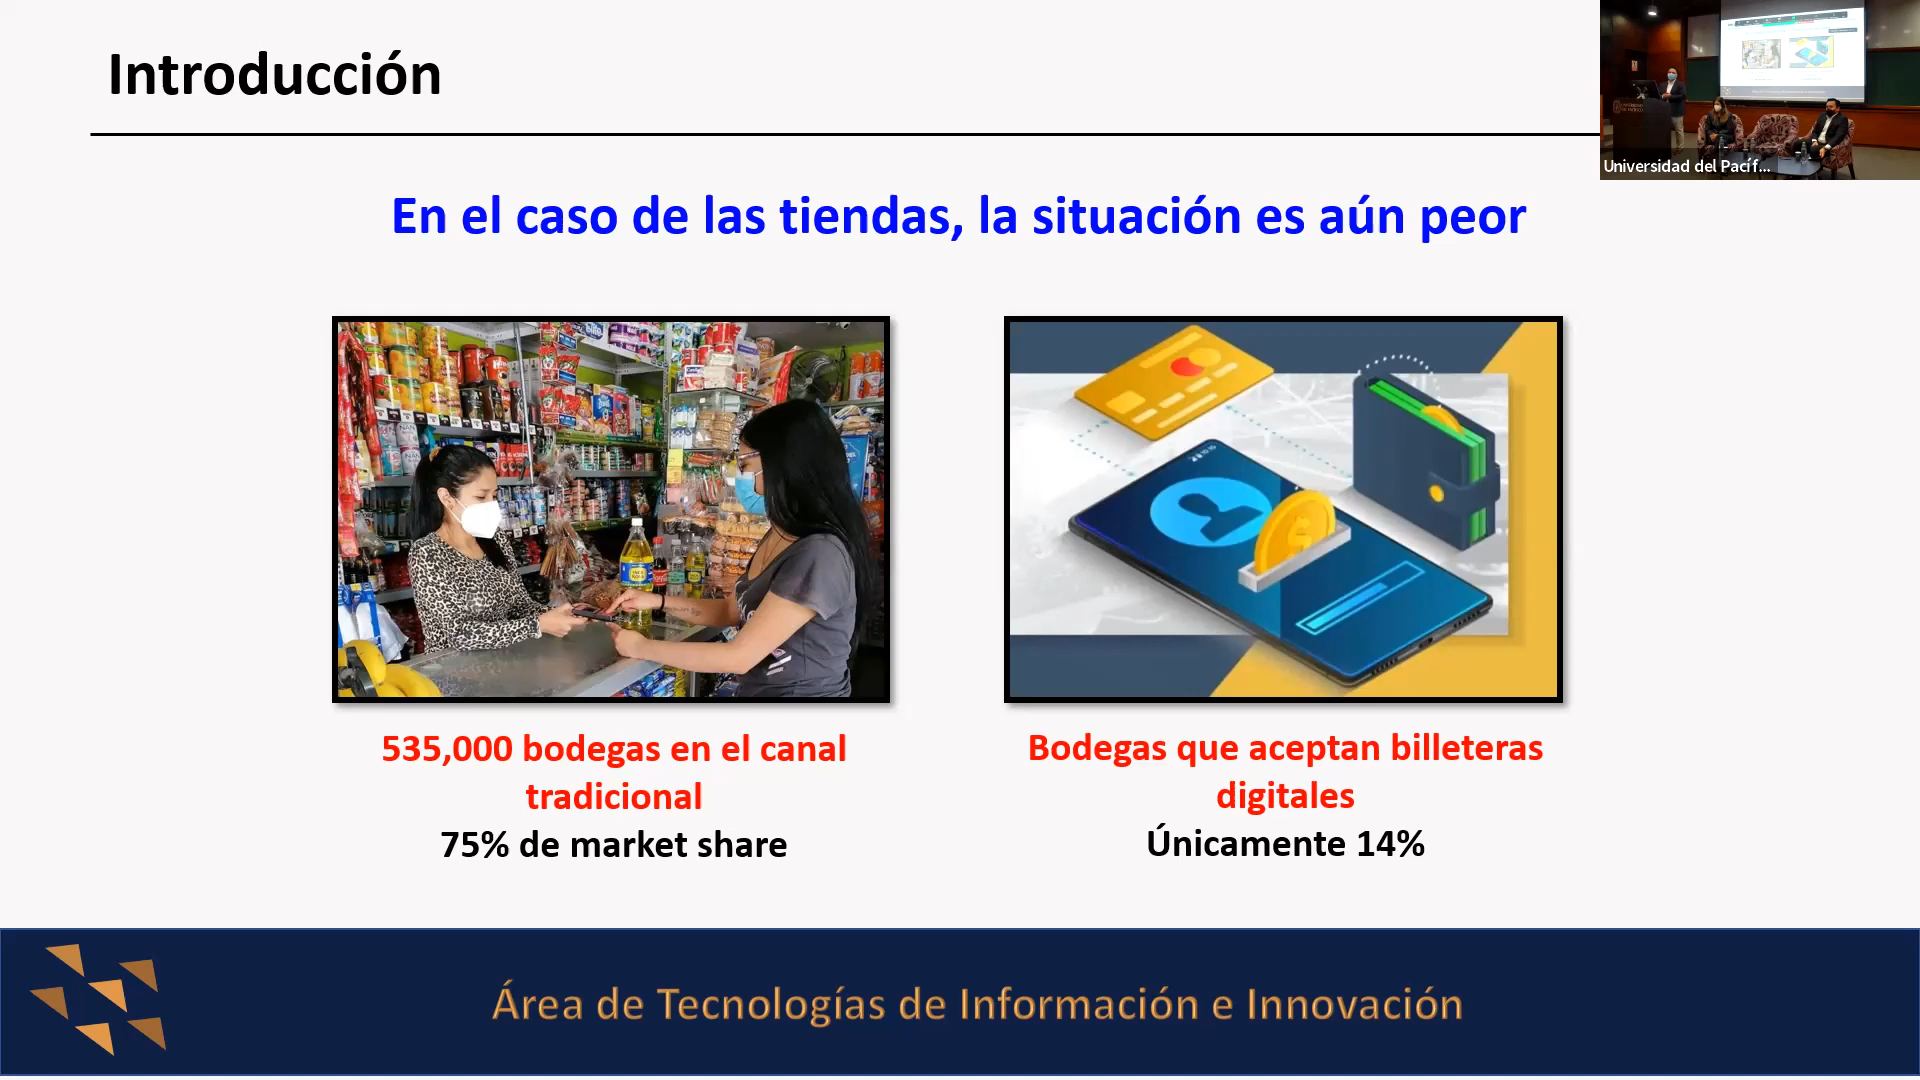 Introducción
Universidad del Pacíf...
En el caso de las tiendas, la situación es aún peor
535,000 bodegas en el canal
tradicional
75% de market share
Bodegas que aceptan billeteras
digitales
Únicamente 14%
Área de Tecnologías de Información e Innovación